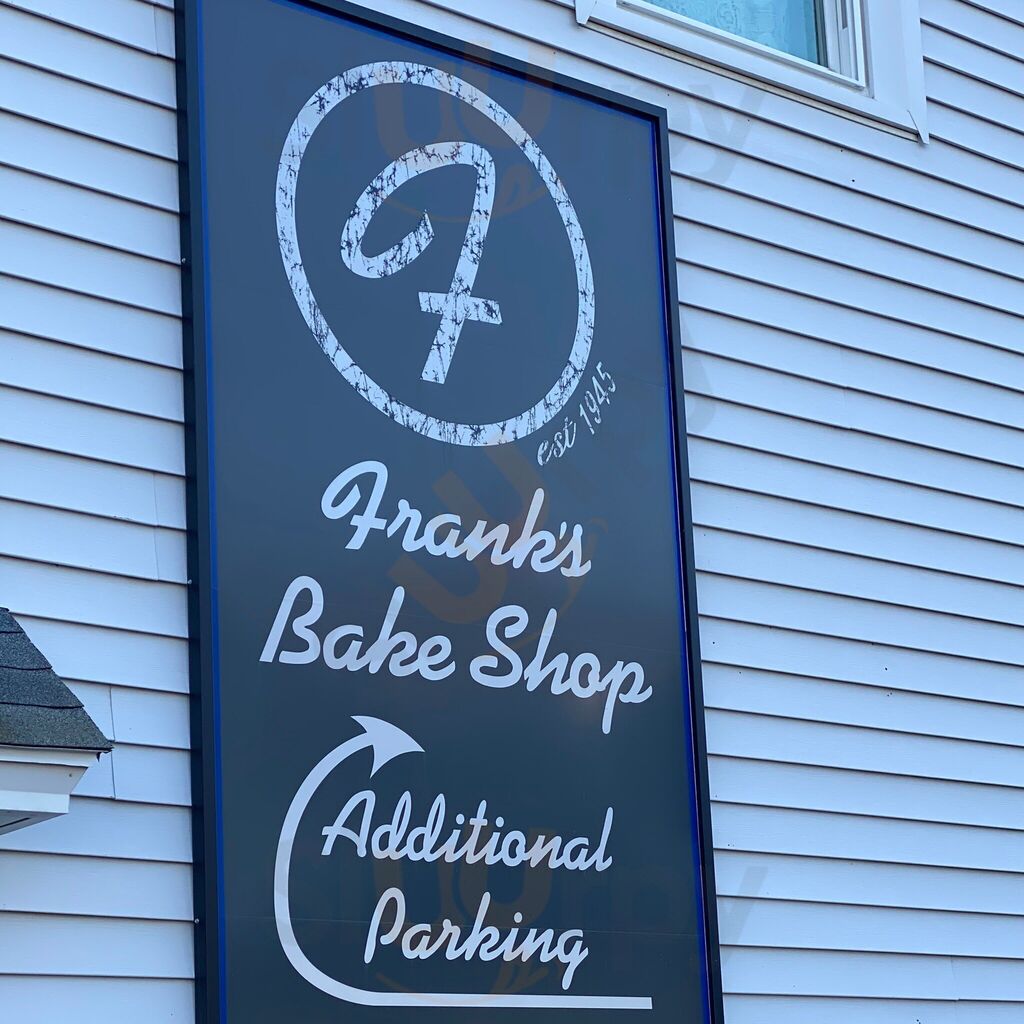 F
est 1945
Frank's
Bake Shop
Additional
Parking